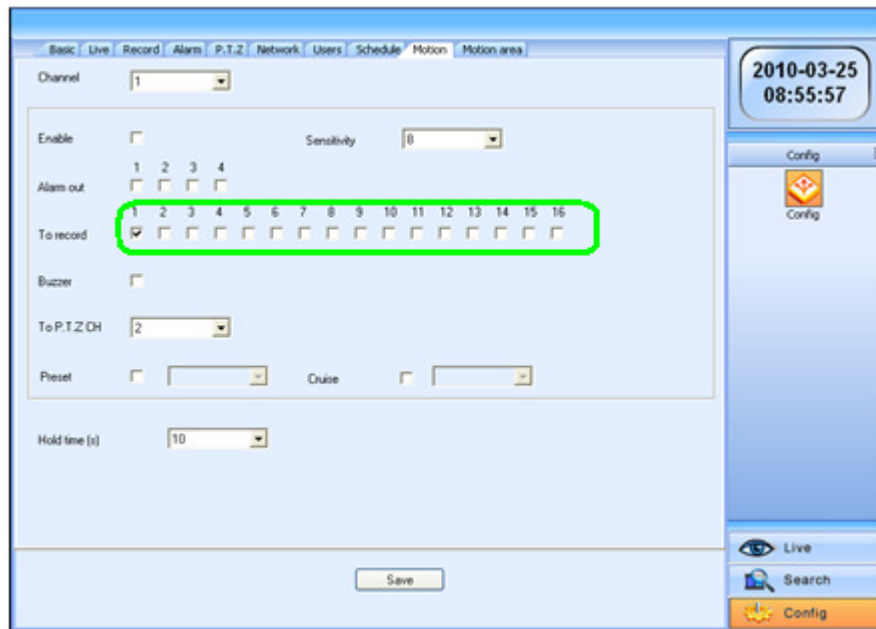 Basic Live Record Alarm P.T.Z Network Users Schedule Motion Motion area
Channel 1
Enable Sensitivity 8
1 2 3 4
Alarm out
1 2 3 4 5 6 7 8 9 10 11 12 13 14 15 16
To record
Buzzer
To P.T.Z CH 2
Preset Cruise
Hold time (s) 10
Save
2010-03-25
08:55:57
Config
Config
Live
Search
Config